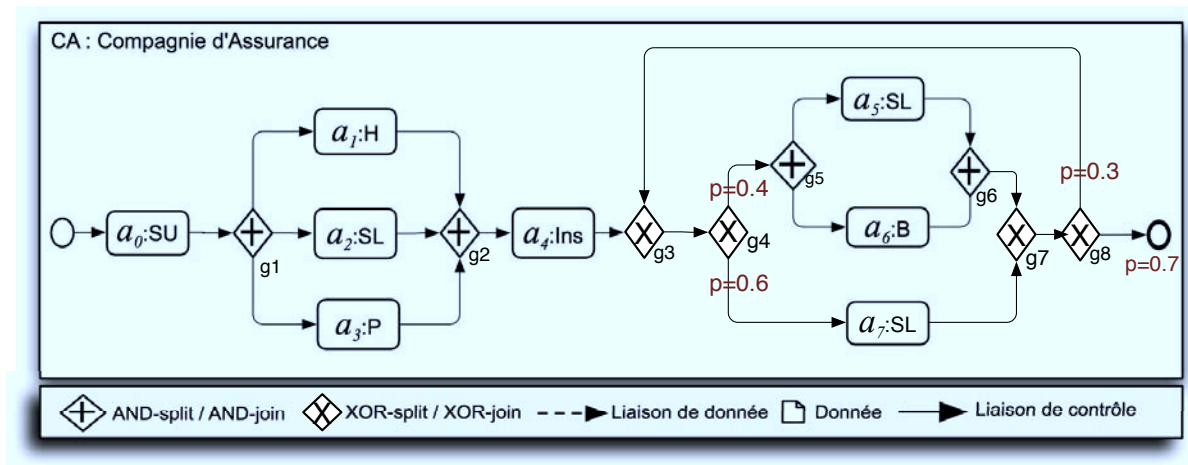 CA : Compagnie d'Assurance
a0:SU
g1
a1:H
a2:SL
a3:P
g2
a4:Ins
g3
g4
p=0.4
p=0.6
g5
a5:SL
a6:B
g6
a7:SL
g7
g8
p=0.3
p=0.7
AND-split / AND-join
XOR-split / XOR-join
Liaison de donnée
Donnée
Liaison de contrôle